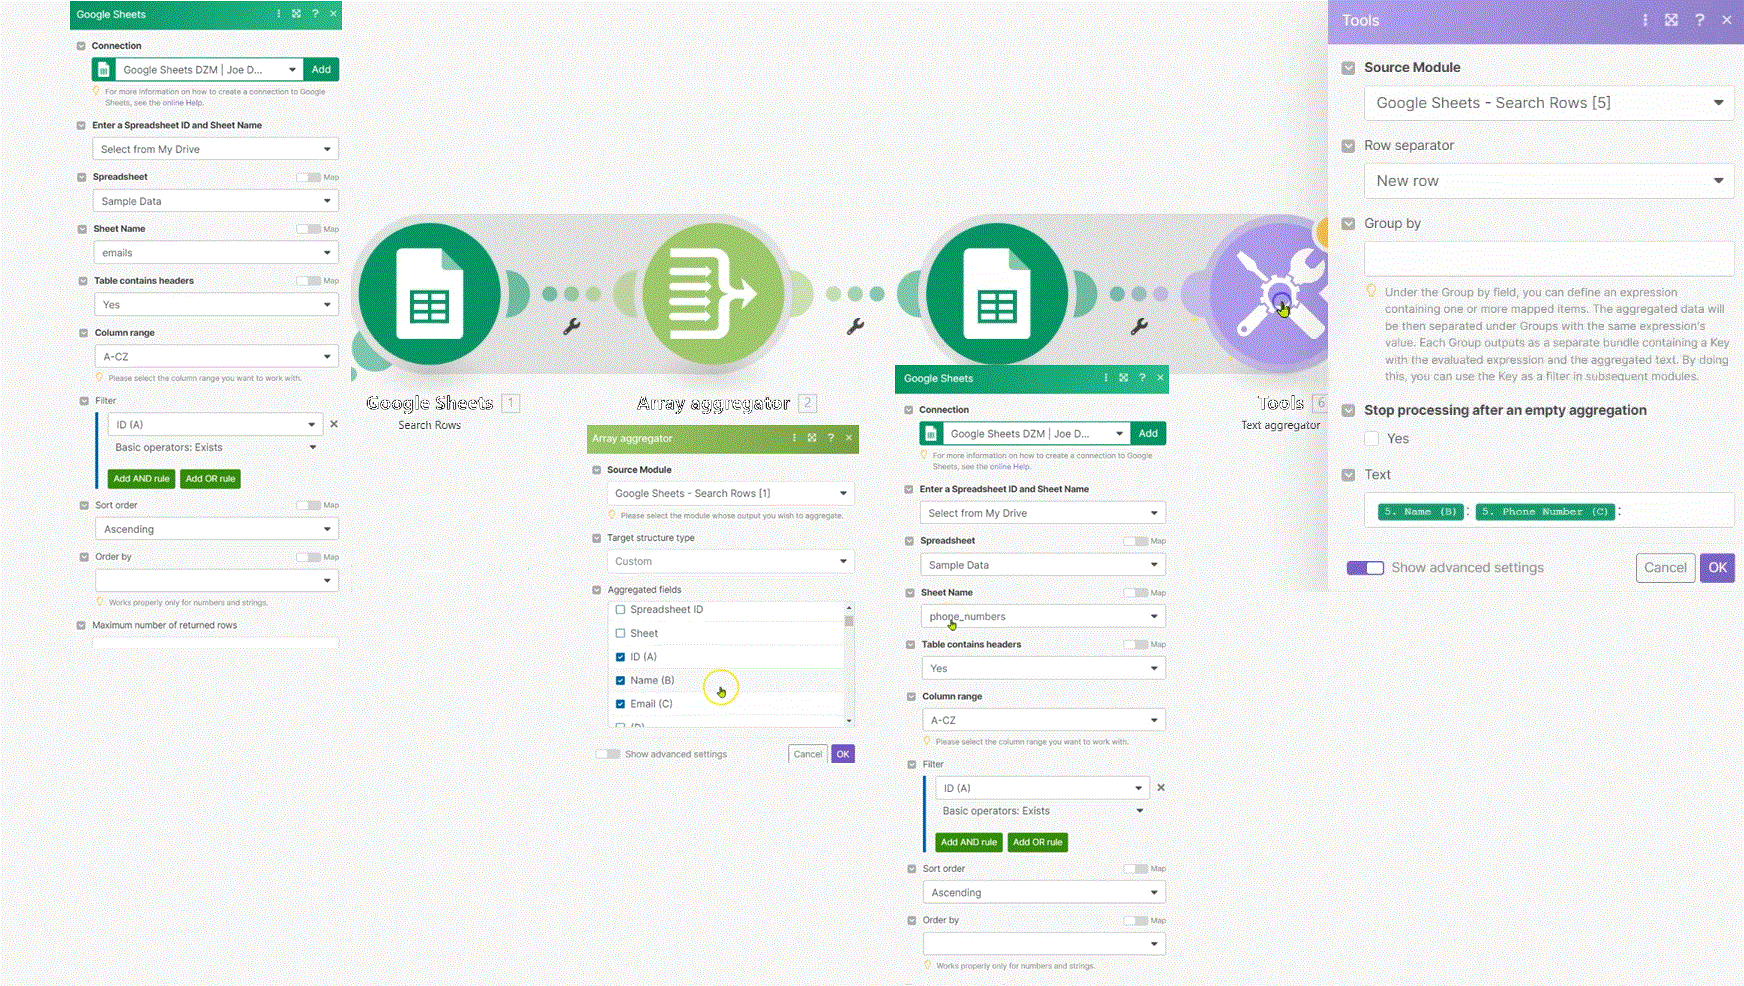 Google Sheets
Connection
Google Sheets DZM | Joe D...
Add
For more information on how to create a connection to Google
Sheets, see the online Help.
Enter a Spreadsheet ID and Sheet Name
Select from My Drive
Spreadsheet
Map
Sample Data
Sheet Name
Map
emails
Table contains headers
Map
Yes
Column range
A-CZ
Please select the column range you want to work with.
Filter
ID (A)
Basic operators: Exists
Add AND rule
Add OR rule
Sort order
Map
Ascending
Order by
Map
Works properly only for numbers and strings.
Maximum number of returned rows
Google Sheets 1
Search Rows
Array aggregator 2
Array aggregator
Source Module
Google Sheets - Search Rows [1]
Please select the module whose output you wish to aggregate.
Target structure type
Custom
Aggregated fields
Spreadsheet ID
Sheet
ID (A)
Name (B)
Email (C)
(D)
Show advanced settings
Cancel
OK
Google Sheets
Connection
Google Sheets DZM | Joe D...
Add
For more information on how to create a connection to Google
Sheets, see the online Help.
Enter a Spreadsheet ID and Sheet Name
Select from My Drive
Spreadsheet
Map
Sample Data
Sheet Name
Map
phone_numbers
Table contains headers
Map
Yes
Column range
A-CZ
Please select the column range you want to work with.
Filter
ID (A)
Basic operators: Exists
Add AND rule
Add OR rule
Sort order
Map
Ascending
Order by
Map
Works properly only for numbers and strings.
Tools 6
Text aggregator
Tools
Source Module
Google Sheets - Search Rows [5]
Row separator
New row
Group by
Under the Group by field, you can define an expression
containing one or more mapped items. The aggregated data will
be then separated under Groups with the same expression's
value. Each Group outputs as a separate bundle containing a Key
with the evaluated expression and the aggregated text. By doing
this, you can use the Key as a filter in subsequent modules.
Stop processing after an empty aggregation
Yes
Text
5. Name (B) : 5. Phone Number (C) :
Show advanced settings
Cancel
OK